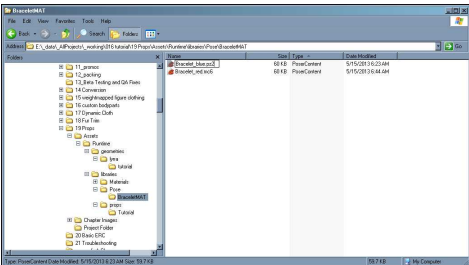 BraceletMAT
File Edit View Favorites Tools Help
Back Search Folders
Address E:\_data\_AllProjects\_working\016 tutorial\19 Props\Assets\Runtime\libraries\Pose\BraceletMAT Go
Folders Name Size Type Date Modified
Bracelet_blue.pz2 60 KB PoserContent 5/15/2013 6:23 AM
Bracelet_red.mc6 60 KB PoserContent 5/15/2013 6:44 AM
11_promos
12_packing
13_Beta Testing and QA Fixes
14 Conversion
15 weightmapped figure clothing
16 custom bodyparts
17 Dynamic Cloth
18 Fur Trim
19 Props
Assets
Runtime
geometries
tutorial
libraries
Materials
Pose
BraceletMAT
props
Tutorial
Chapter Images
Project Folder
20 Basic ERC
21 Troubleshooting
Type: PoserContent Date Modified: 5/15/2013 6:23 AM Size: 59.7 KB 59.7 KB My Computer